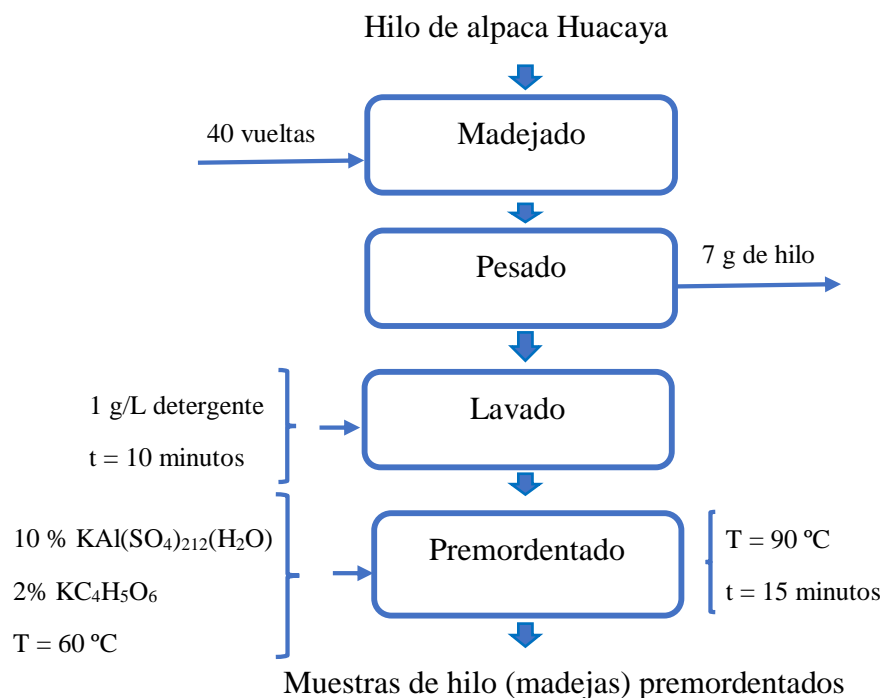 Hilo de alpaca Huacaya
40 vueltas
Madejado
Pesado
7 g de hilo
1 g/L detergente
t = 10 minutos
Lavado
10 % KAl(SO₄)₂₁₂(H₂O)
2% KC₄H₅O₆
T = 60 ºC
Premordentado
T = 90 ºC
t = 15 minutos
Muestras de hilo (madejas) premordentados